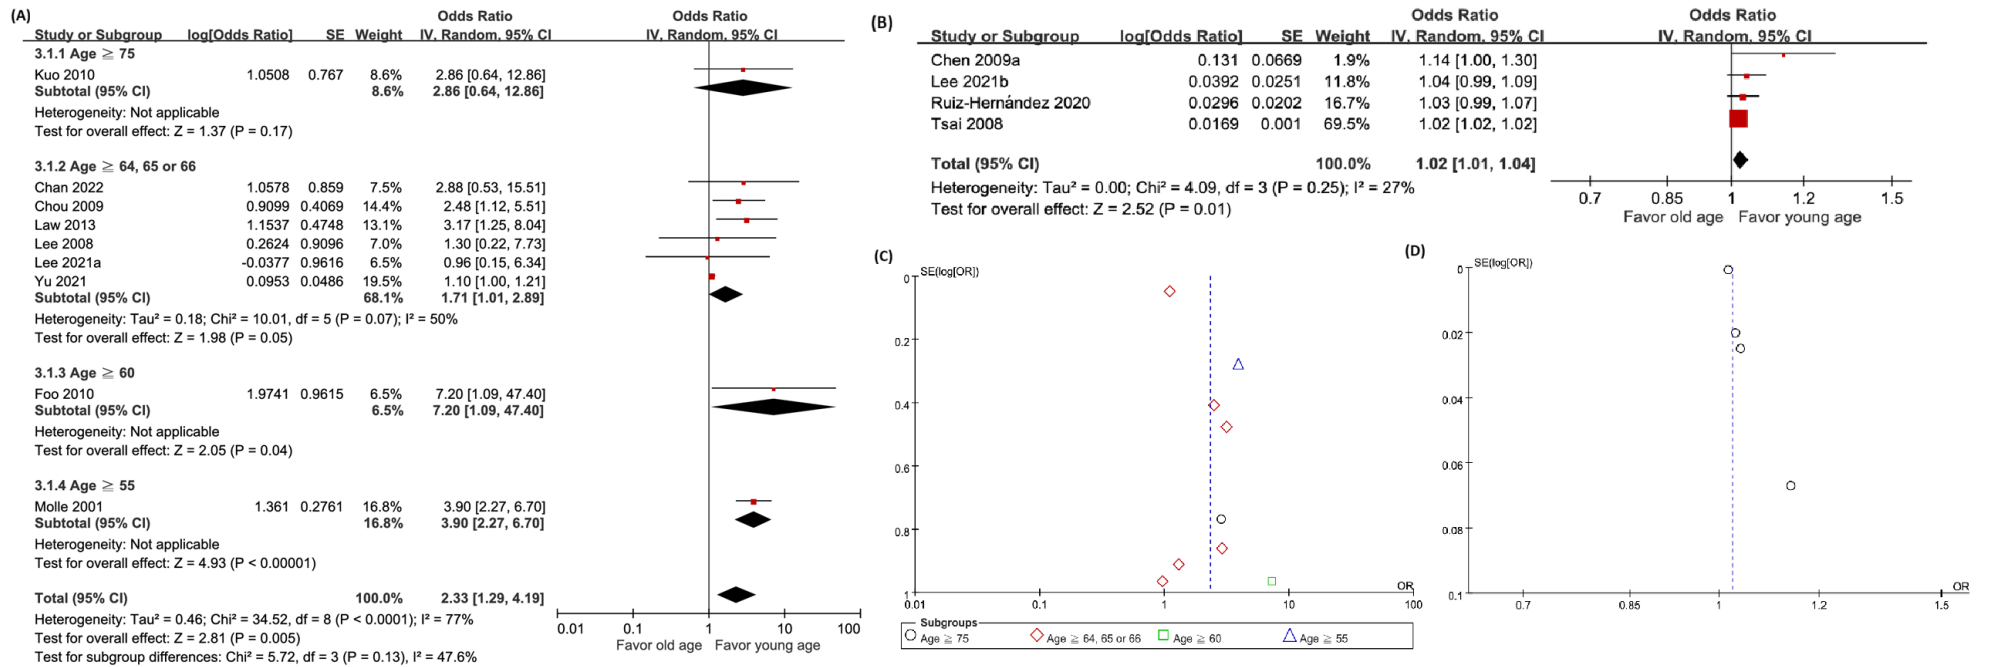 (A)
Odds Ratio Odds Ratio
Study or Subgroup log[Odds Ratio] SE Weight IV, Random, 95% CI IV, Random, 95% CI
3.1.1 Age ≧ 75
Kuo 2010 1.0508 0.767 8.6% 2.86 [0.64, 12.86]
Subtotal (95% CI) 8.6% 2.86 [0.64, 12.86]
Heterogeneity: Not applicable
Test for overall effect: Z = 1.37 (P = 0.17)
3.1.2 Age ≧ 64, 65 or 66
Chan 2022 1.0578 0.859 7.5% 2.88 [0.53, 15.51]
Chou 2009 0.9099 0.4069 14.4% 2.48 [1.12, 5.51]
Law 2013 1.1537 0.4748 13.1% 3.17 [1.25, 8.04]
Lee 2008 0.2624 0.9096 7.0% 1.30 [0.22, 7.73]
Lee 2021a -0.0377 0.9616 6.5% 0.96 [0.15, 6.34]
Yu 2021 0.0953 0.0486 19.5% 1.10 [1.00, 1.21]
Subtotal (95% CI) 68.1% 1.71 [1.01, 2.89]
Heterogeneity: Tau² = 0.18; Chi² = 10.01, df = 5 (P = 0.07); I² = 50%
Test for overall effect: Z = 1.98 (P = 0.05)
3.1.3 Age ≧ 60
Foo 2010 1.9741 0.9615 6.5% 7.20 [1.09, 47.40]
Subtotal (95% CI) 6.5% 7.20 [1.09, 47.40]
Heterogeneity: Not applicable
Test for overall effect: Z = 2.05 (P = 0.04)
3.1.4 Age ≧ 55
Molle 2001 1.361 0.2761 16.8% 3.90 [2.27, 6.70]
Subtotal (95% CI) 16.8% 3.90 [2.27, 6.70]
Heterogeneity: Not applicable
Test for overall effect: Z = 4.93 (P < 0.00001)
Total (95% CI) 100.0% 2.33 [1.29, 4.19]
Heterogeneity: Tau² = 0.46; Chi² = 34.52, df = 8 (P < 0.0001); I² = 77%
Test for overall effect: Z = 2.81 (P = 0.005)
Test for subgroup differences: Chi² = 5.72, df = 3 (P = 0.13), I² = 47.6%
0.01 0.1 1 10 100
Favor old age Favor young age
(B)
Odds Ratio Odds Ratio
Study or Subgroup log[Odds Ratio] SE Weight IV, Random, 95% CI IV, Random, 95% CI
Chen 2009a 0.131 0.0669 1.9% 1.14 [1.00, 1.30]
Lee 2021b 0.0392 0.0251 11.8% 1.04 [0.99, 1.09]
Ruiz-Hernández 2020 0.0296 0.0202 16.7% 1.03 [0.99, 1.07]
Tsai 2008 0.0169 0.001 69.5% 1.02 [1.02, 1.02]
Total (95% CI) 100.0% 1.02 [1.01, 1.04]
Heterogeneity: Tau² = 0.00; Chi² = 4.09, df = 3 (P = 0.25); I² = 27%
Test for overall effect: Z = 2.52 (P = 0.01)
0.7 0.85 1 1.2 1.5
Favor old age Favor young age
(C)
SE(log[OR])
0
0.2
0.4
0.6
0.8
1
0.01 0.1 1 10 100
OR
Subgroups
Age ≧ 75 Age ≧ 64, 65 or 66 Age ≧ 60 Age ≧ 55
(D)
SE(log[OR])
0
0.02
0.04
0.06
0.08
0.1
0.7 0.85 1 1.2 1.5
OR